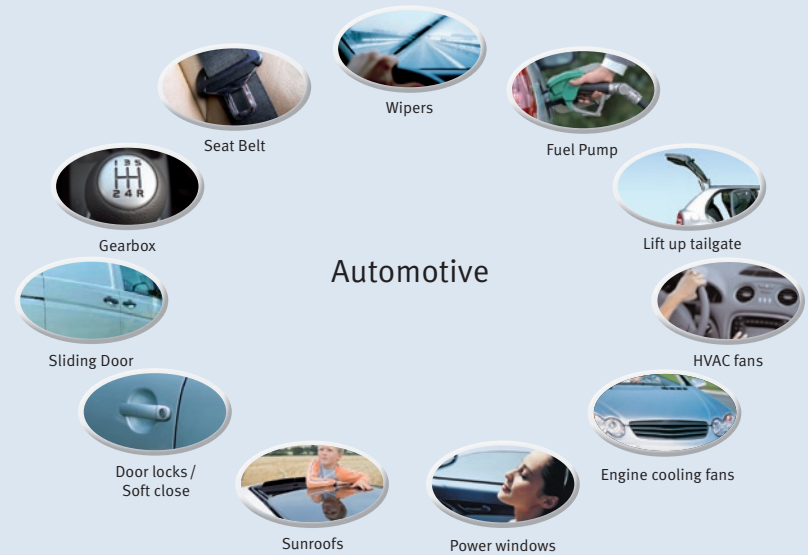 Wipers
Fuel Pump
Lift up tailgate
HVAC fans
Engine cooling fans
Power windows
Sunroofs
Door locks /
Soft close
Sliding Door
Gearbox
1 3 5
2 4 R
Seat Belt
Automotive